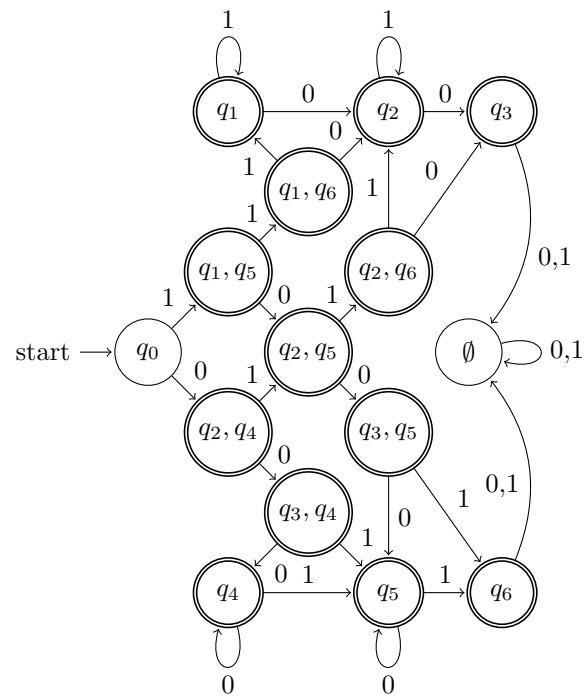 1 1
q₁ 0 q₂ 0 q₃
1 0
q₁, q₆ 1 0
1
q₁, q₅ q₂, q₆ 0,1
1 0 1
start q₀ q₂, q₅ ∅ 0,1
0 1 0
q₂, q₄ q₃, q₅
0 1 0,1
q₃, q₄ 1 0
q₄ 0 1 q₅ 1 q₆
0 0